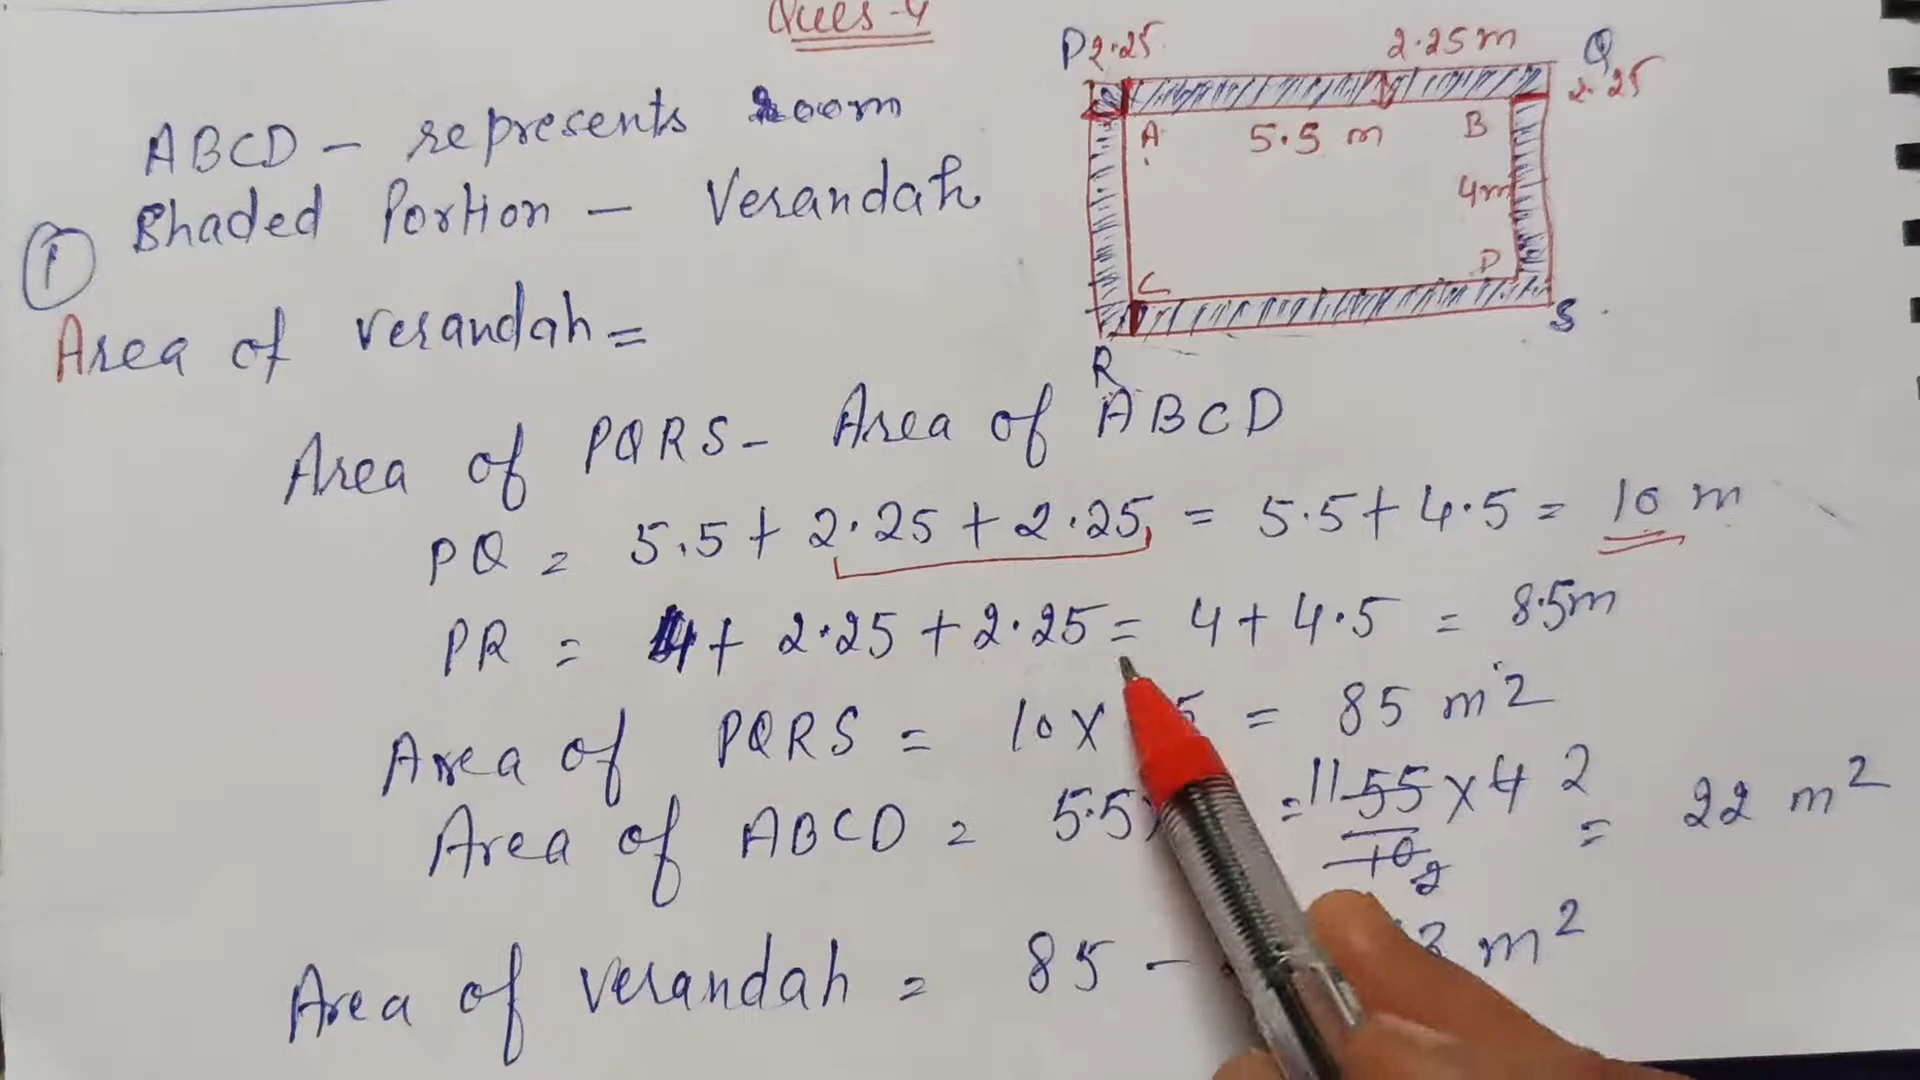 Ques-4
P 2.25 2.25 m Q
2.25
ABCD - represents room
A 5.5 m B
4m
Shaded Portion - Verandah
1
C D
S
Area of verandah =
R
Area of PQRS - Area of ABCD
PQ = 5.5 + 2.25 + 2.25 = 5.5 + 4.5 = 10 m
PR = 4 + 2.25 + 2.25 = 4 + 4.5 = 8.5m
Area of PQRS = 10 x 5 = 85 m2
Area of ABCD = 5.5 = 11 55 x 4 2 = 22 m2
10 2
Area of verandah = 85 - 3 m2